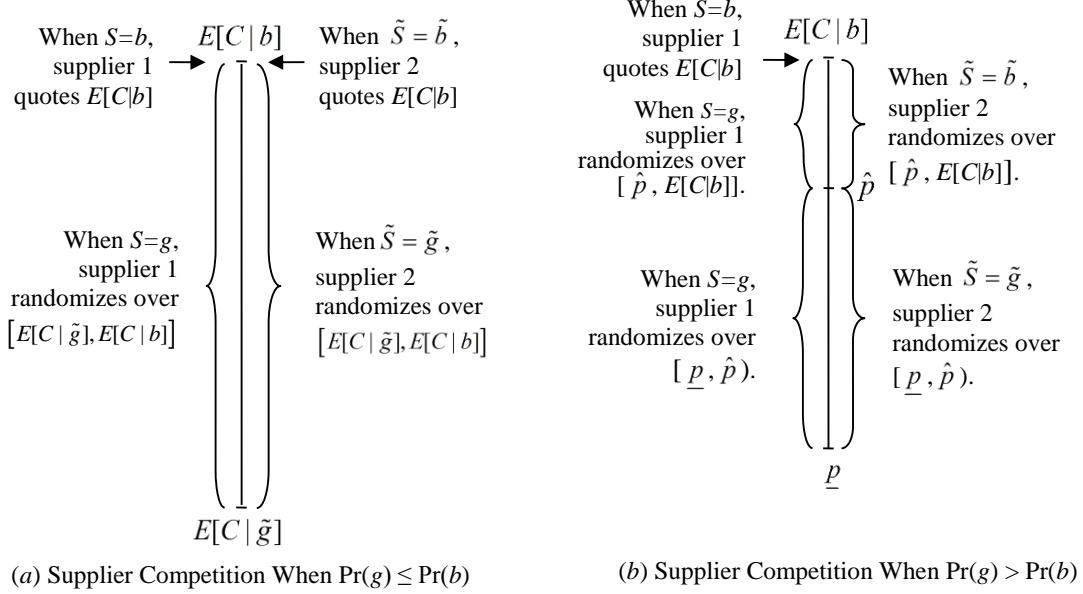 When S=b,
supplier 1
quotes E[C|b]
E[C | b]
When S̃ = b̃ ,
supplier 2
quotes E[C|b]
When S=g,
supplier 1
randomizes over
[E[C | g̃], E[C | b]]
When S̃ = g̃ ,
supplier 2
randomizes over
[E[C | g̃], E[C | b]]
E[C | g̃]
(a) Supplier Competition When Pr(g) ≤ Pr(b)
When S=b,
supplier 1
quotes E[C|b]
E[C | b]
When S=g,
supplier 1
randomizes over
[ p̂ , E[C|b]].
When S̃ = b̃ ,
supplier 2
randomizes over
[ p̂ , E[C|b]].
p̂
When S=g,
supplier 1
randomizes over
[ p̲ , p̂ ).
When S̃ = g̃ ,
supplier 2
randomizes over
[ p̲ , p̂ ).
p̲
(b) Supplier Competition When Pr(g) > Pr(b)